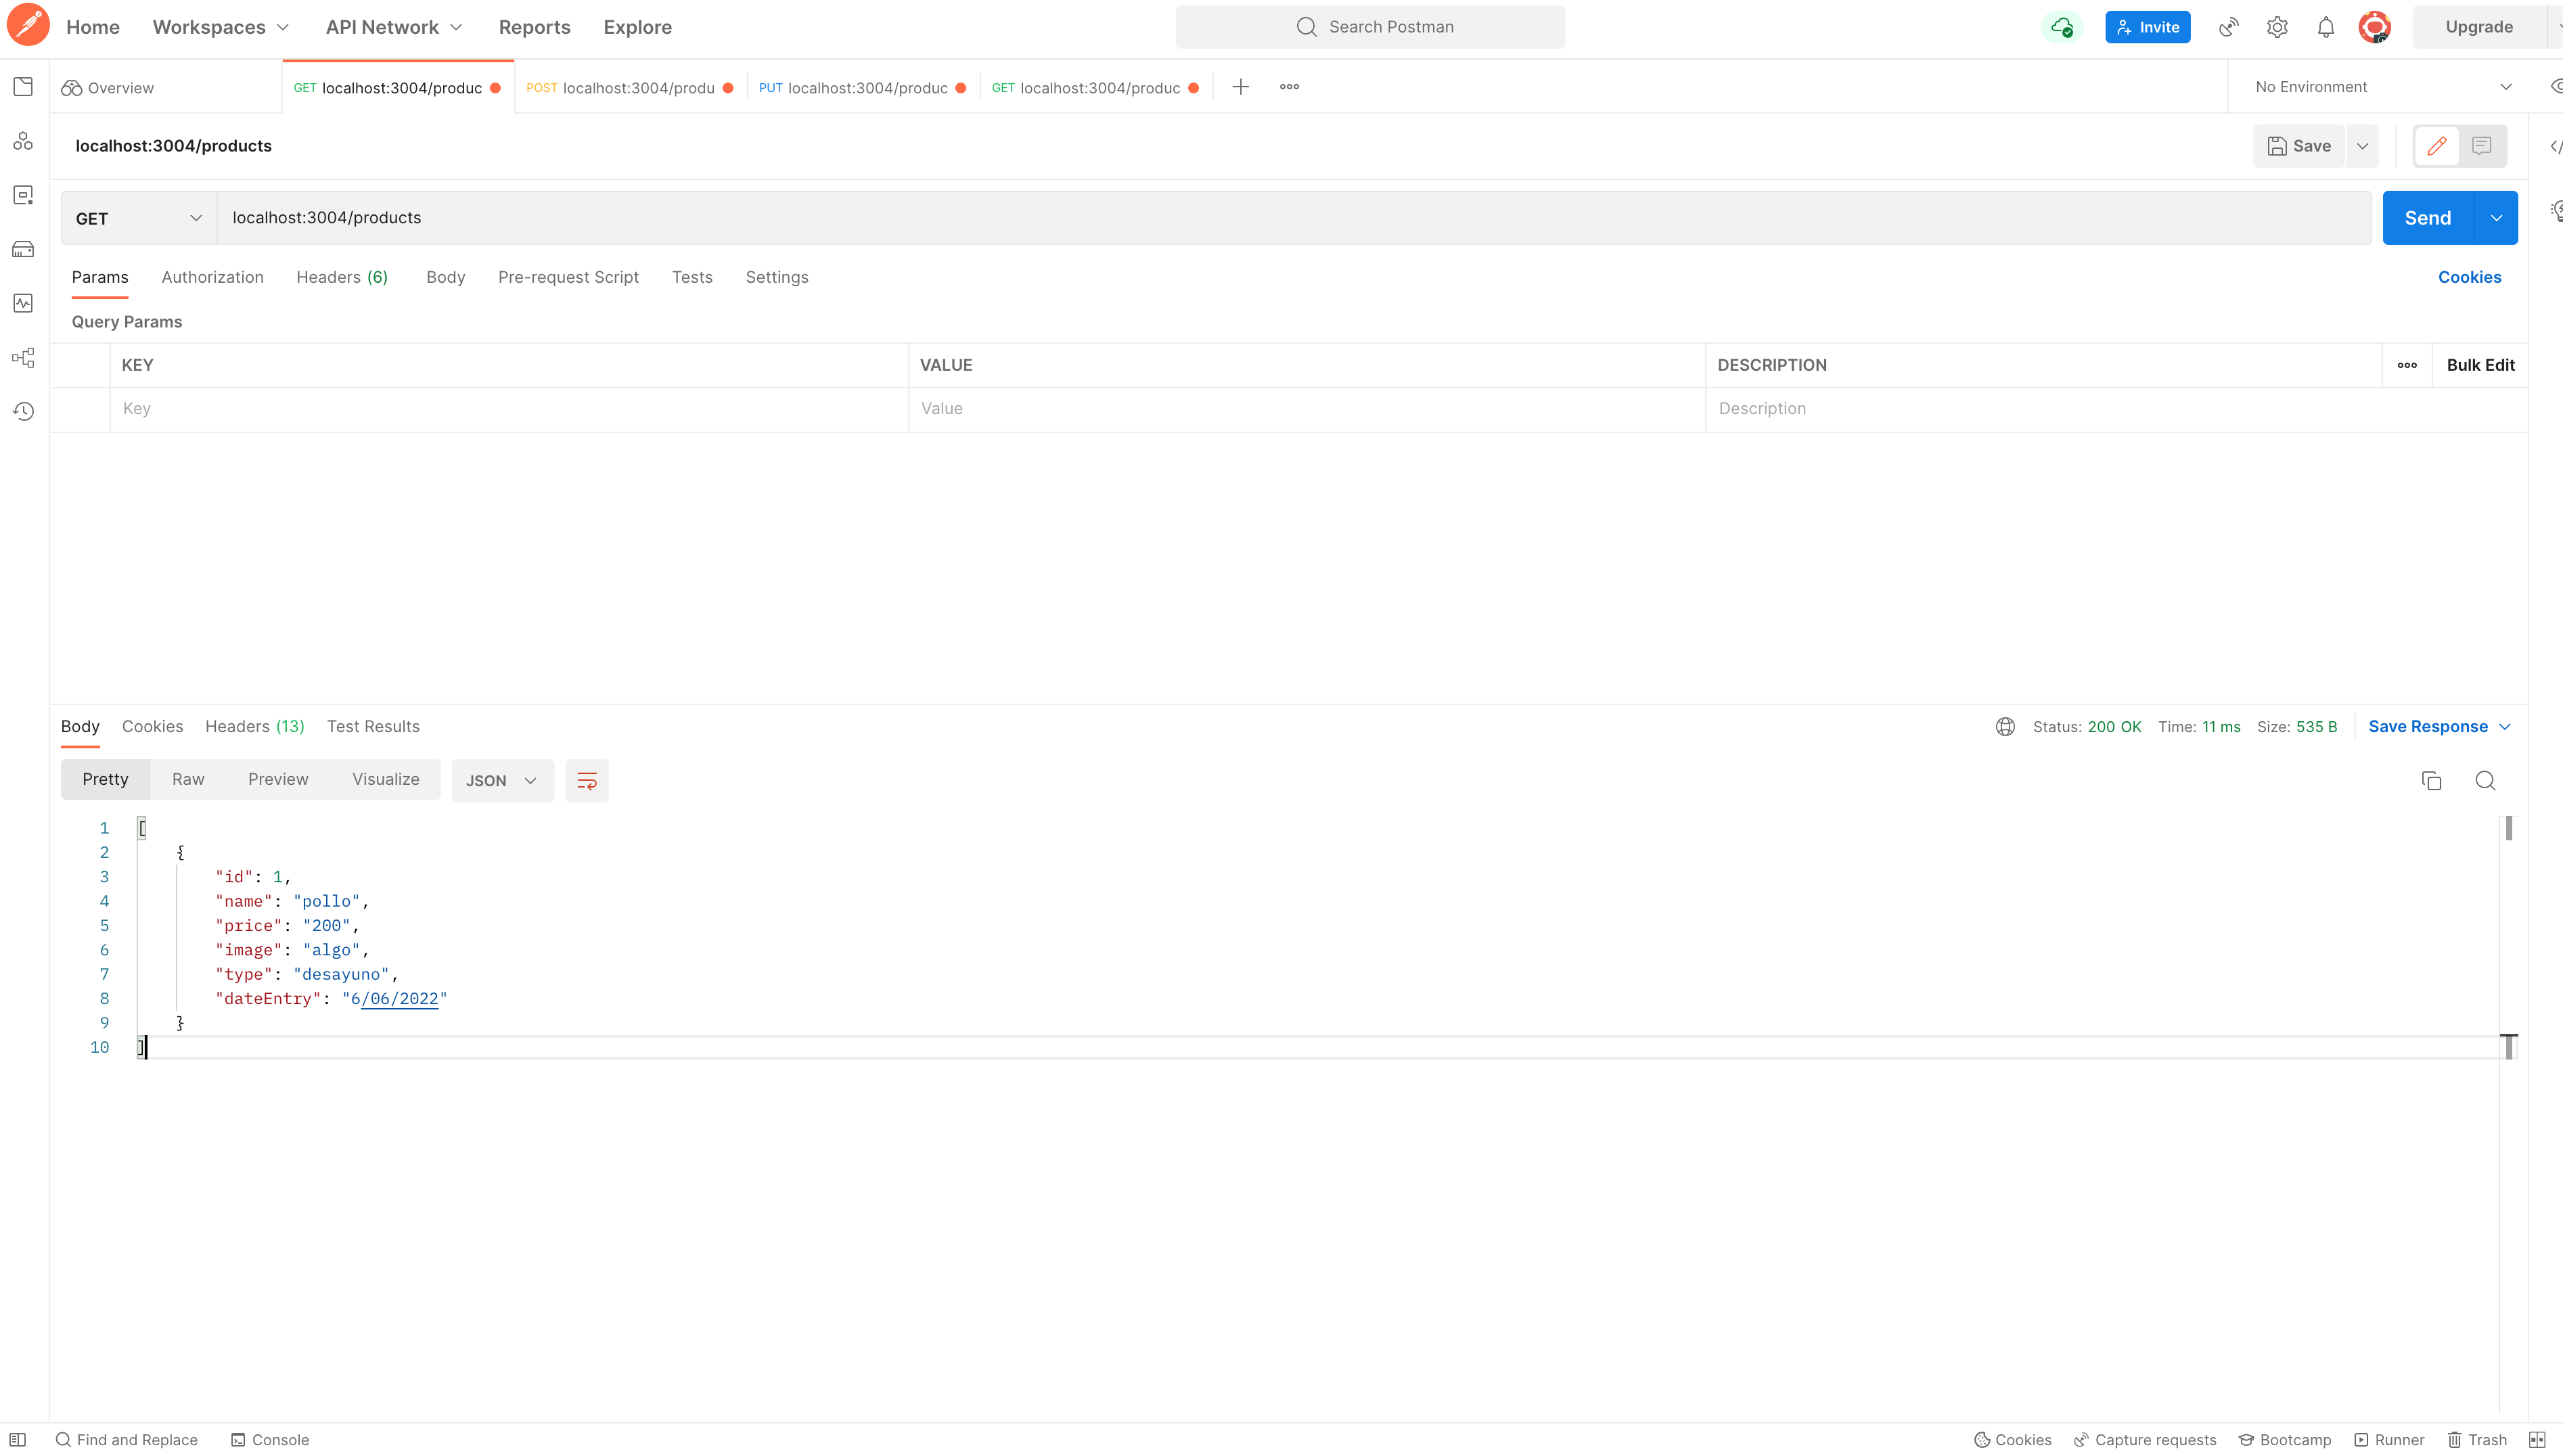 Home Workspaces API Network Reports Explore Search Postman Invite Upgrade
Overview GET localhost:3004/produc POST localhost:3004/produ PUT localhost:3004/produc GET localhost:3004/produc No Environment
localhost:3004/products Save
GET localhost:3004/products Send
Params Authorization Headers (6) Body Pre-request Script Tests Settings Cookies
Query Params
KEY VALUE DESCRIPTION Bulk Edit
Key Value Description
Body Cookies Headers (13) Test Results Status: 200 OK Time: 11 ms Size: 535 B Save Response
Pretty Raw Preview Visualize JSON
1 [
2 {
3 "id": 1,
4 "name": "pollo",
5 "price": "200",
6 "image": "algo",
7 "type": "desayuno",
8 "dateEntry": "6/06/2022"
9 }
10 ]
Find and Replace Console Cookies Capture requests Bootcamp Runner Trash